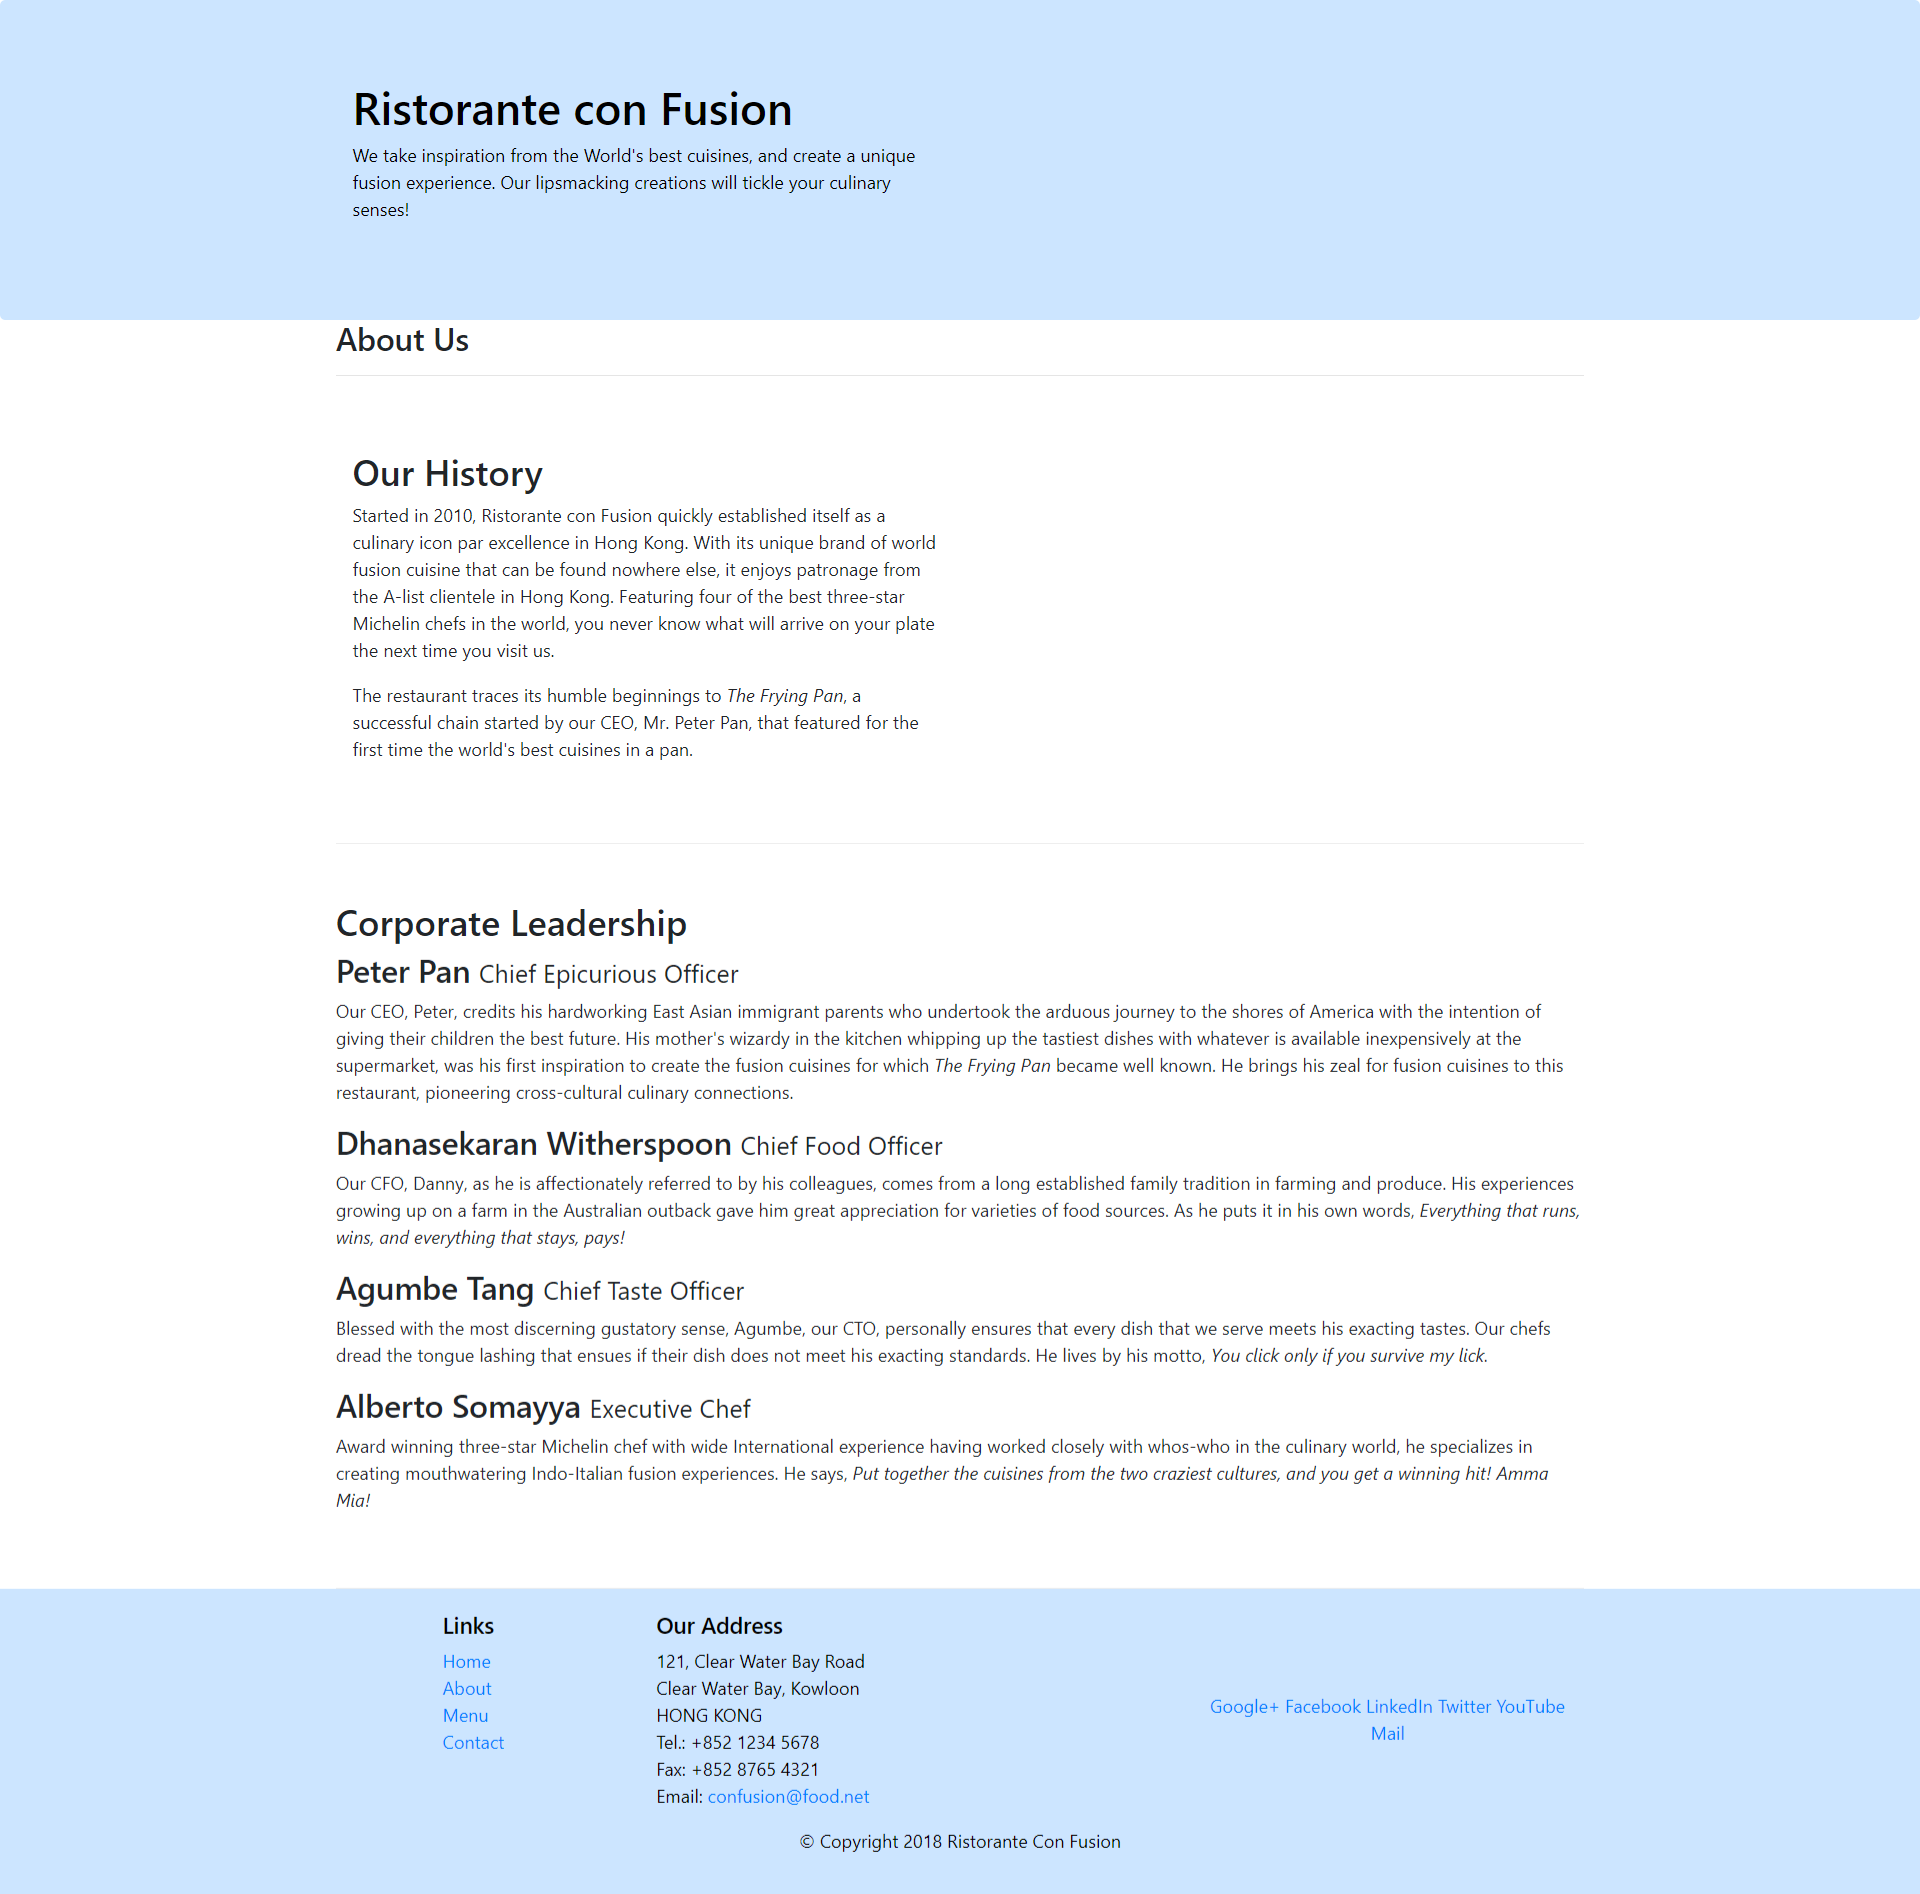 Ristorante con Fusion
We take inspiration from the World's best cuisines, and create a unique
fusion experience. Our lipsmacking creations will tickle your culinary
senses!
About Us
Our History
Started in 2010, Ristorante con Fusion quickly established itself as a
culinary icon par excellence in Hong Kong. With its unique brand of world
fusion cuisine that can be found nowhere else, it enjoys patronage from
the A-list clientele in Hong Kong. Featuring four of the best three-star
Michelin chefs in the world, you never know what will arrive on your plate
the next time you visit us.
The restaurant traces its humble beginnings to The Frying Pan, a
successful chain started by our CEO, Mr. Peter Pan, that featured for the
first time the world's best cuisines in a pan.
Corporate Leadership
Peter Pan Chief Epicurious Officer
Our CEO, Peter, credits his hardworking East Asian immigrant parents who undertook the arduous journey to the shores of America with the intention of
giving their children the best future. His mother's wizardy in the kitchen whipping up the tastiest dishes with whatever is available inexpensively at the
supermarket, was his first inspiration to create the fusion cuisines for which The Frying Pan became well known. He brings his zeal for fusion cuisines to this
restaurant, pioneering cross-cultural culinary connections.
Dhanasekaran Witherspoon Chief Food Officer
Our CFO, Danny, as he is affectionately referred to by his colleagues, comes from a long established family tradition in farming and produce. His experiences
growing up on a farm in the Australian outback gave him great appreciation for varieties of food sources. As he puts it in his own words, Everything that runs,
wins, and everything that stays, pays!
Agumbe Tang Chief Taste Officer
Blessed with the most discerning gustatory sense, Agumbe, our CTO, personally ensures that every dish that we serve meets his exacting tastes. Our chefs
dread the tongue lashing that ensues if their dish does not meet his exacting standards. He lives by his motto, You click only if you survive my lick.
Alberto Somayya Executive Chef
Award winning three-star Michelin chef with wide International experience having worked closely with whos-who in the culinary world, he specializes in
creating mouthwatering Indo-Italian fusion experiences. He says, Put together the cuisines from the two craziest cultures, and you get a winning hit! Amma
Mia!
Links
Home
About
Menu
Contact
Our Address
121, Clear Water Bay Road
Clear Water Bay, Kowloon
HONG KONG
Tel.: +852 1234 5678
Fax: +852 8765 4321
Email: confusion@food.net
Google+ Facebook LinkedIn Twitter YouTube
Mail
© Copyright 2018 Ristorante Con Fusion